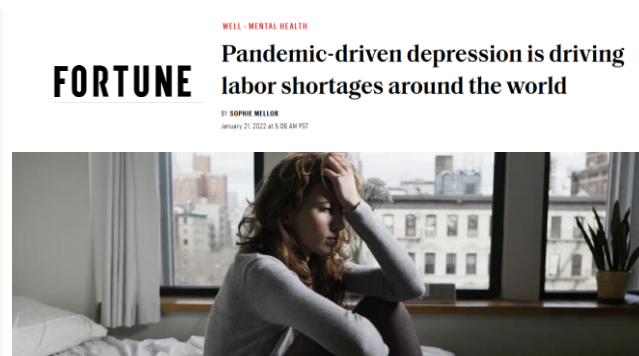 WELL - MENTAL HEALTH
FORTUNE
Pandemic-driven depression is driving
labor shortages around the world
BY SOPHIE MELLOR
January 21, 2022 at 5:06 AM PST